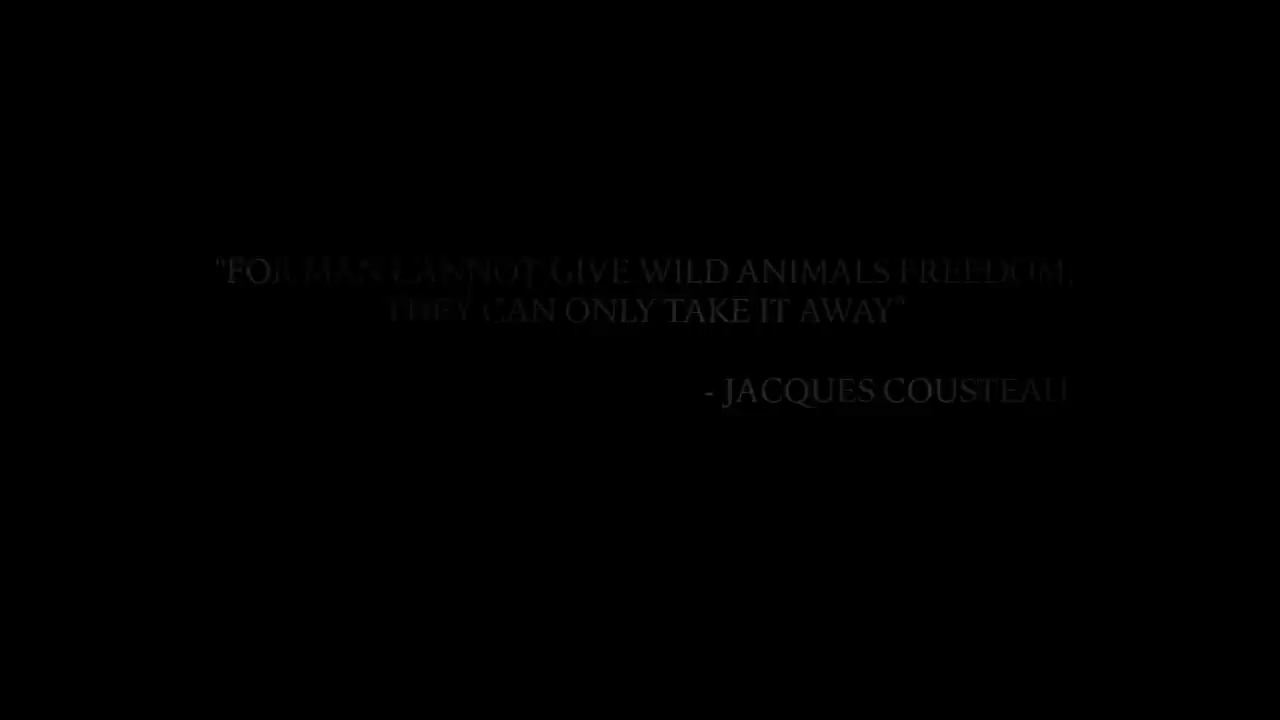 "FOR MAN CANNOT GIVE WILD ANIMALS FREEDOM,
THEY CAN ONLY TAKE IT AWAY"
- JACQUES COUSTEAU